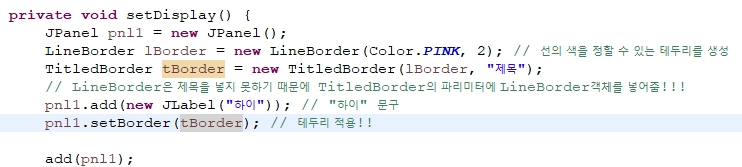 private void setDisplay() {
JPanel pnl1 = new JPanel();
LineBorder lBorder = new LineBorder(Color.PINK, 2); // 선의 색을 정할 수 있는 테두리를 생성
TitledBorder tBorder = new TitledBorder(lBorder, "제목");
// LineBorder은 제목을 넣지 못하기 때문에 TitledBorder의 파리미터에 LineBorder객체를 넣어줌!!!
pnl1.add(new JLabel("하이")); // "하이" 문구
pnl1.setBorder(tBorder); // 테두리 적용!!
add(pnl1);